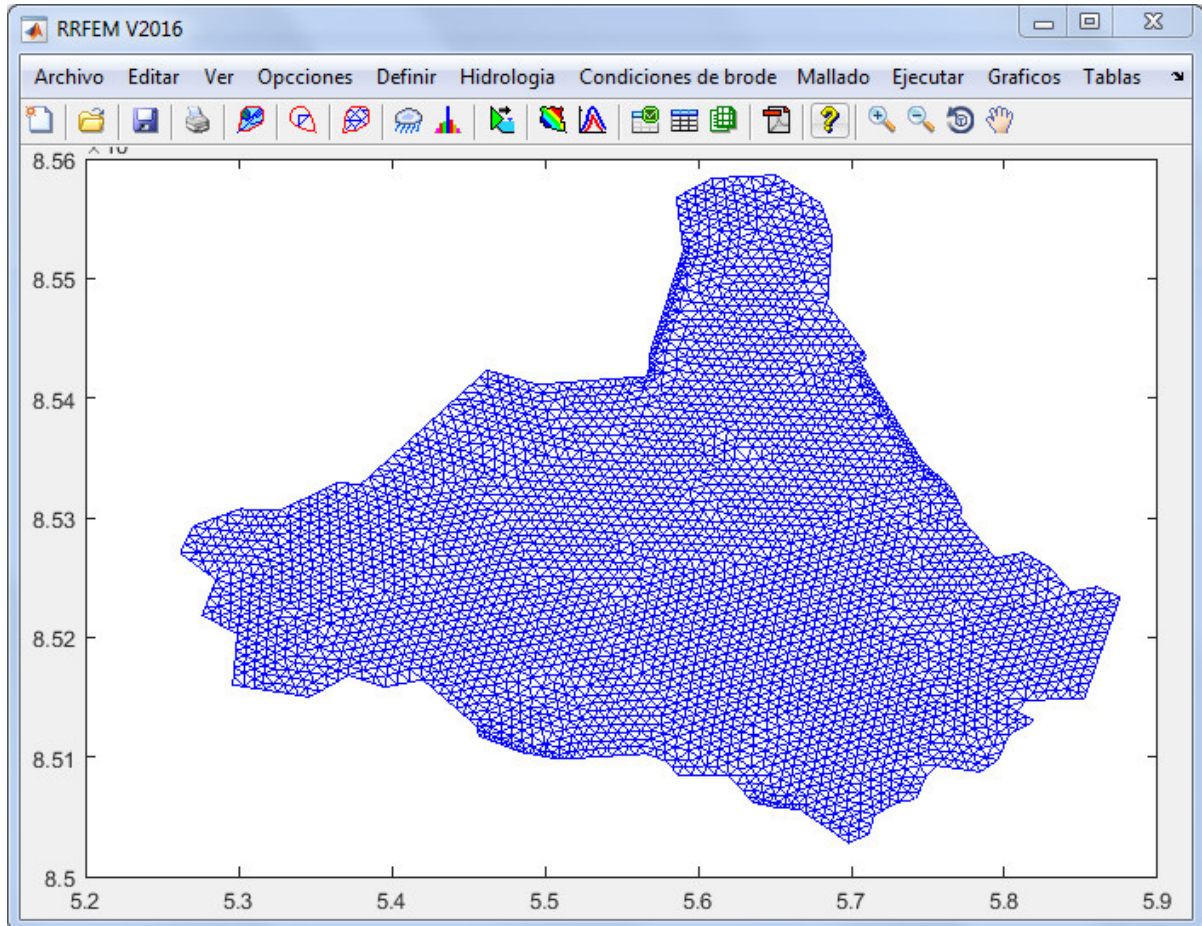 RRFEM V2016
Archivo Editar Ver Opcciones Definir Hidrologia Condiciones de brode Mallado Ejecutar Graficos Tablas
8.56
8.55
8.54
8.53
8.52
8.51
8.5
5.2 5.3 5.4 5.5 5.6 5.7 5.8 5.9